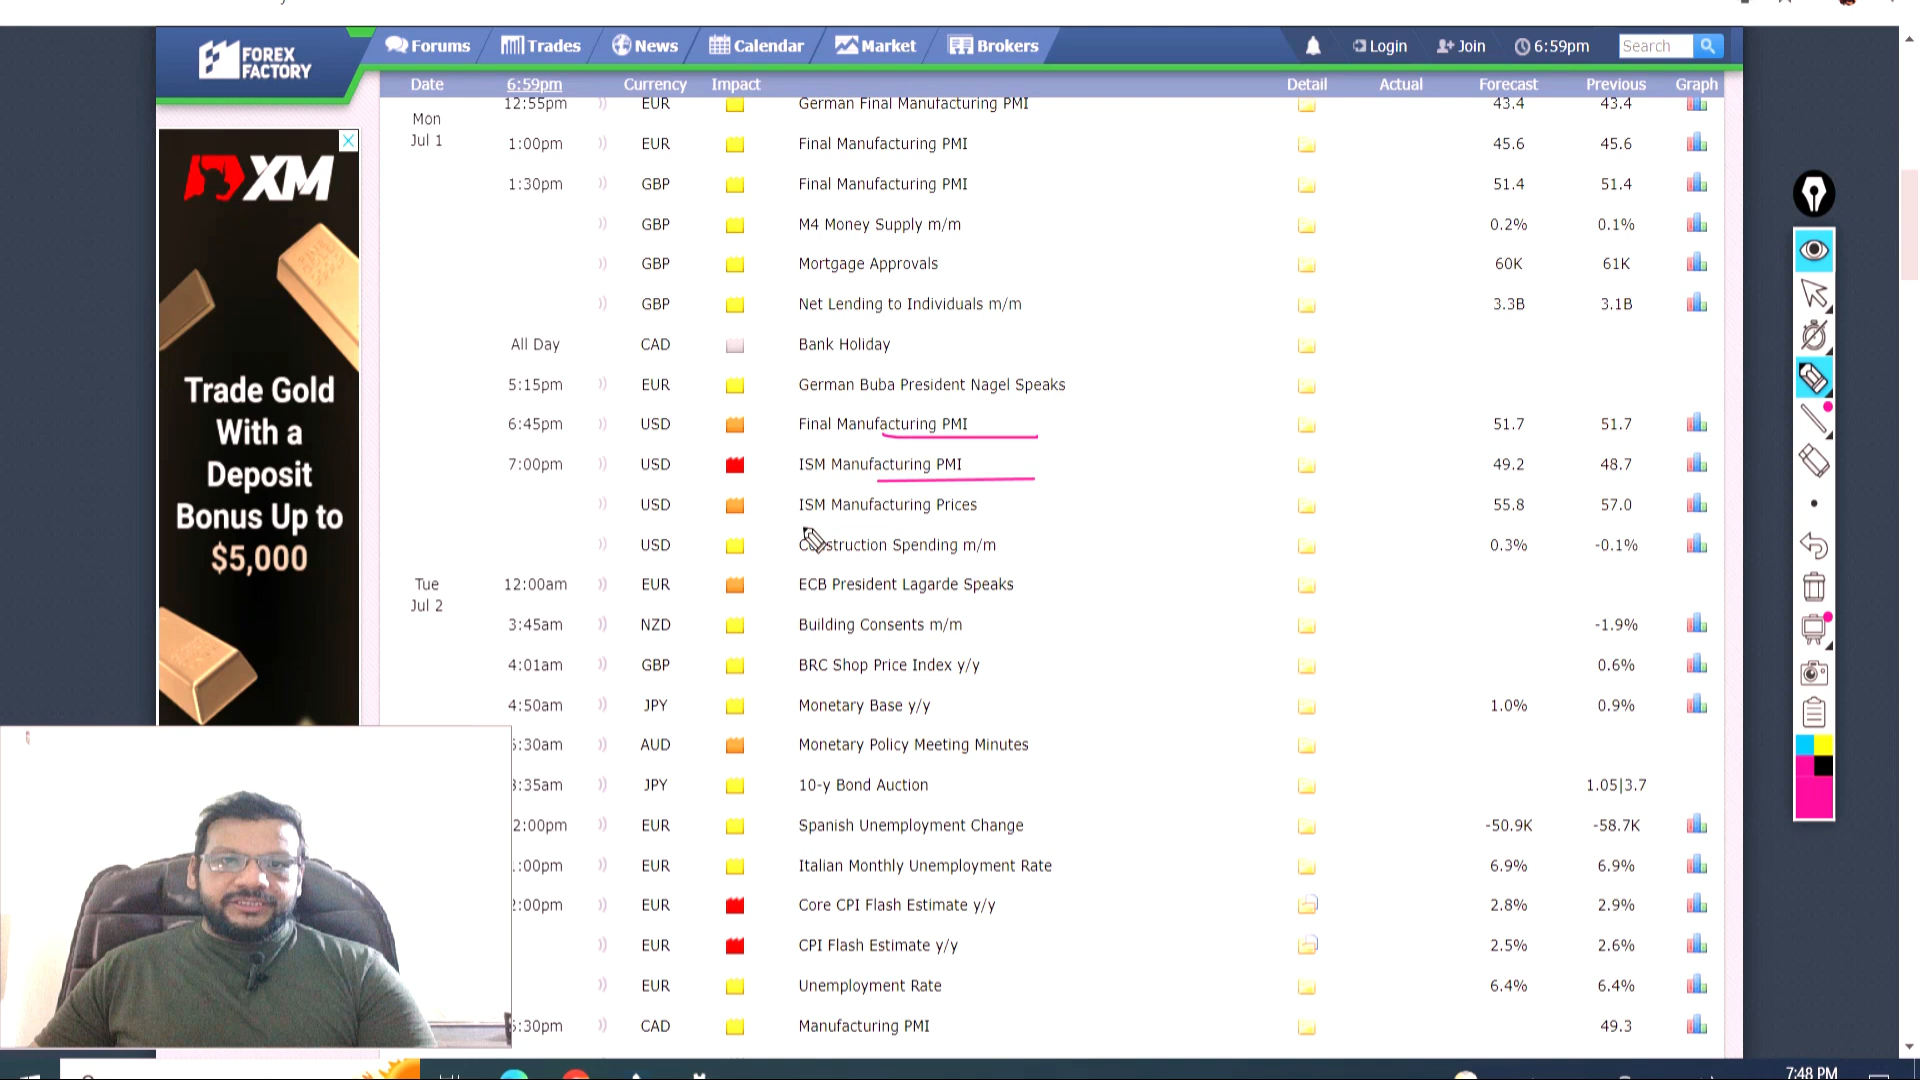 FOREX
FACTORY
Forums
Trades
News
Calendar
Market
Brokers
Login
Join
6:59pm
Search
Date 6:59pm Currency Impact Detail Actual Forecast Previous Graph
Mon
Jul 1
12:55pm EUR German Final Manufacturing PMI 43.4 43.4
1:00pm EUR Final Manufacturing PMI 45.6 45.6
1:30pm GBP Final Manufacturing PMI 51.4 51.4
GBP M4 Money Supply m/m 0.2% 0.1%
GBP Mortgage Approvals 60K 61K
GBP Net Lending to Individuals m/m 3.3B 3.1B
All Day CAD Bank Holiday
5:15pm EUR German Buba President Nagel Speaks
6:45pm USD Final Manufacturing PMI 51.7 51.7
7:00pm USD ISM Manufacturing PMI 49.2 48.7
USD ISM Manufacturing Prices 55.8 57.0
USD Construction Spending m/m 0.3% -0.1%
Tue
Jul 2
12:00am EUR ECB President Lagarde Speaks
3:45am NZD Building Consents m/m -1.9%
4:01am GBP BRC Shop Price Index y/y 0.6%
4:50am JPY Monetary Base y/y 1.0% 0.9%
:30am AUD Monetary Policy Meeting Minutes
:35am JPY 10-y Bond Auction 1.05|3.7
2:00pm EUR Spanish Unemployment Change -50.9K -58.7K
:00pm EUR Italian Monthly Unemployment Rate 6.9% 6.9%
:00pm EUR Core CPI Flash Estimate y/y 2.8% 2.9%
EUR CPI Flash Estimate y/y 2.5% 2.6%
EUR Unemployment Rate 6.4% 6.4%
:30pm CAD Manufacturing PMI 49.3
XM
Trade Gold
With a
Deposit
Bonus Up to
$5,000
7:48 PM